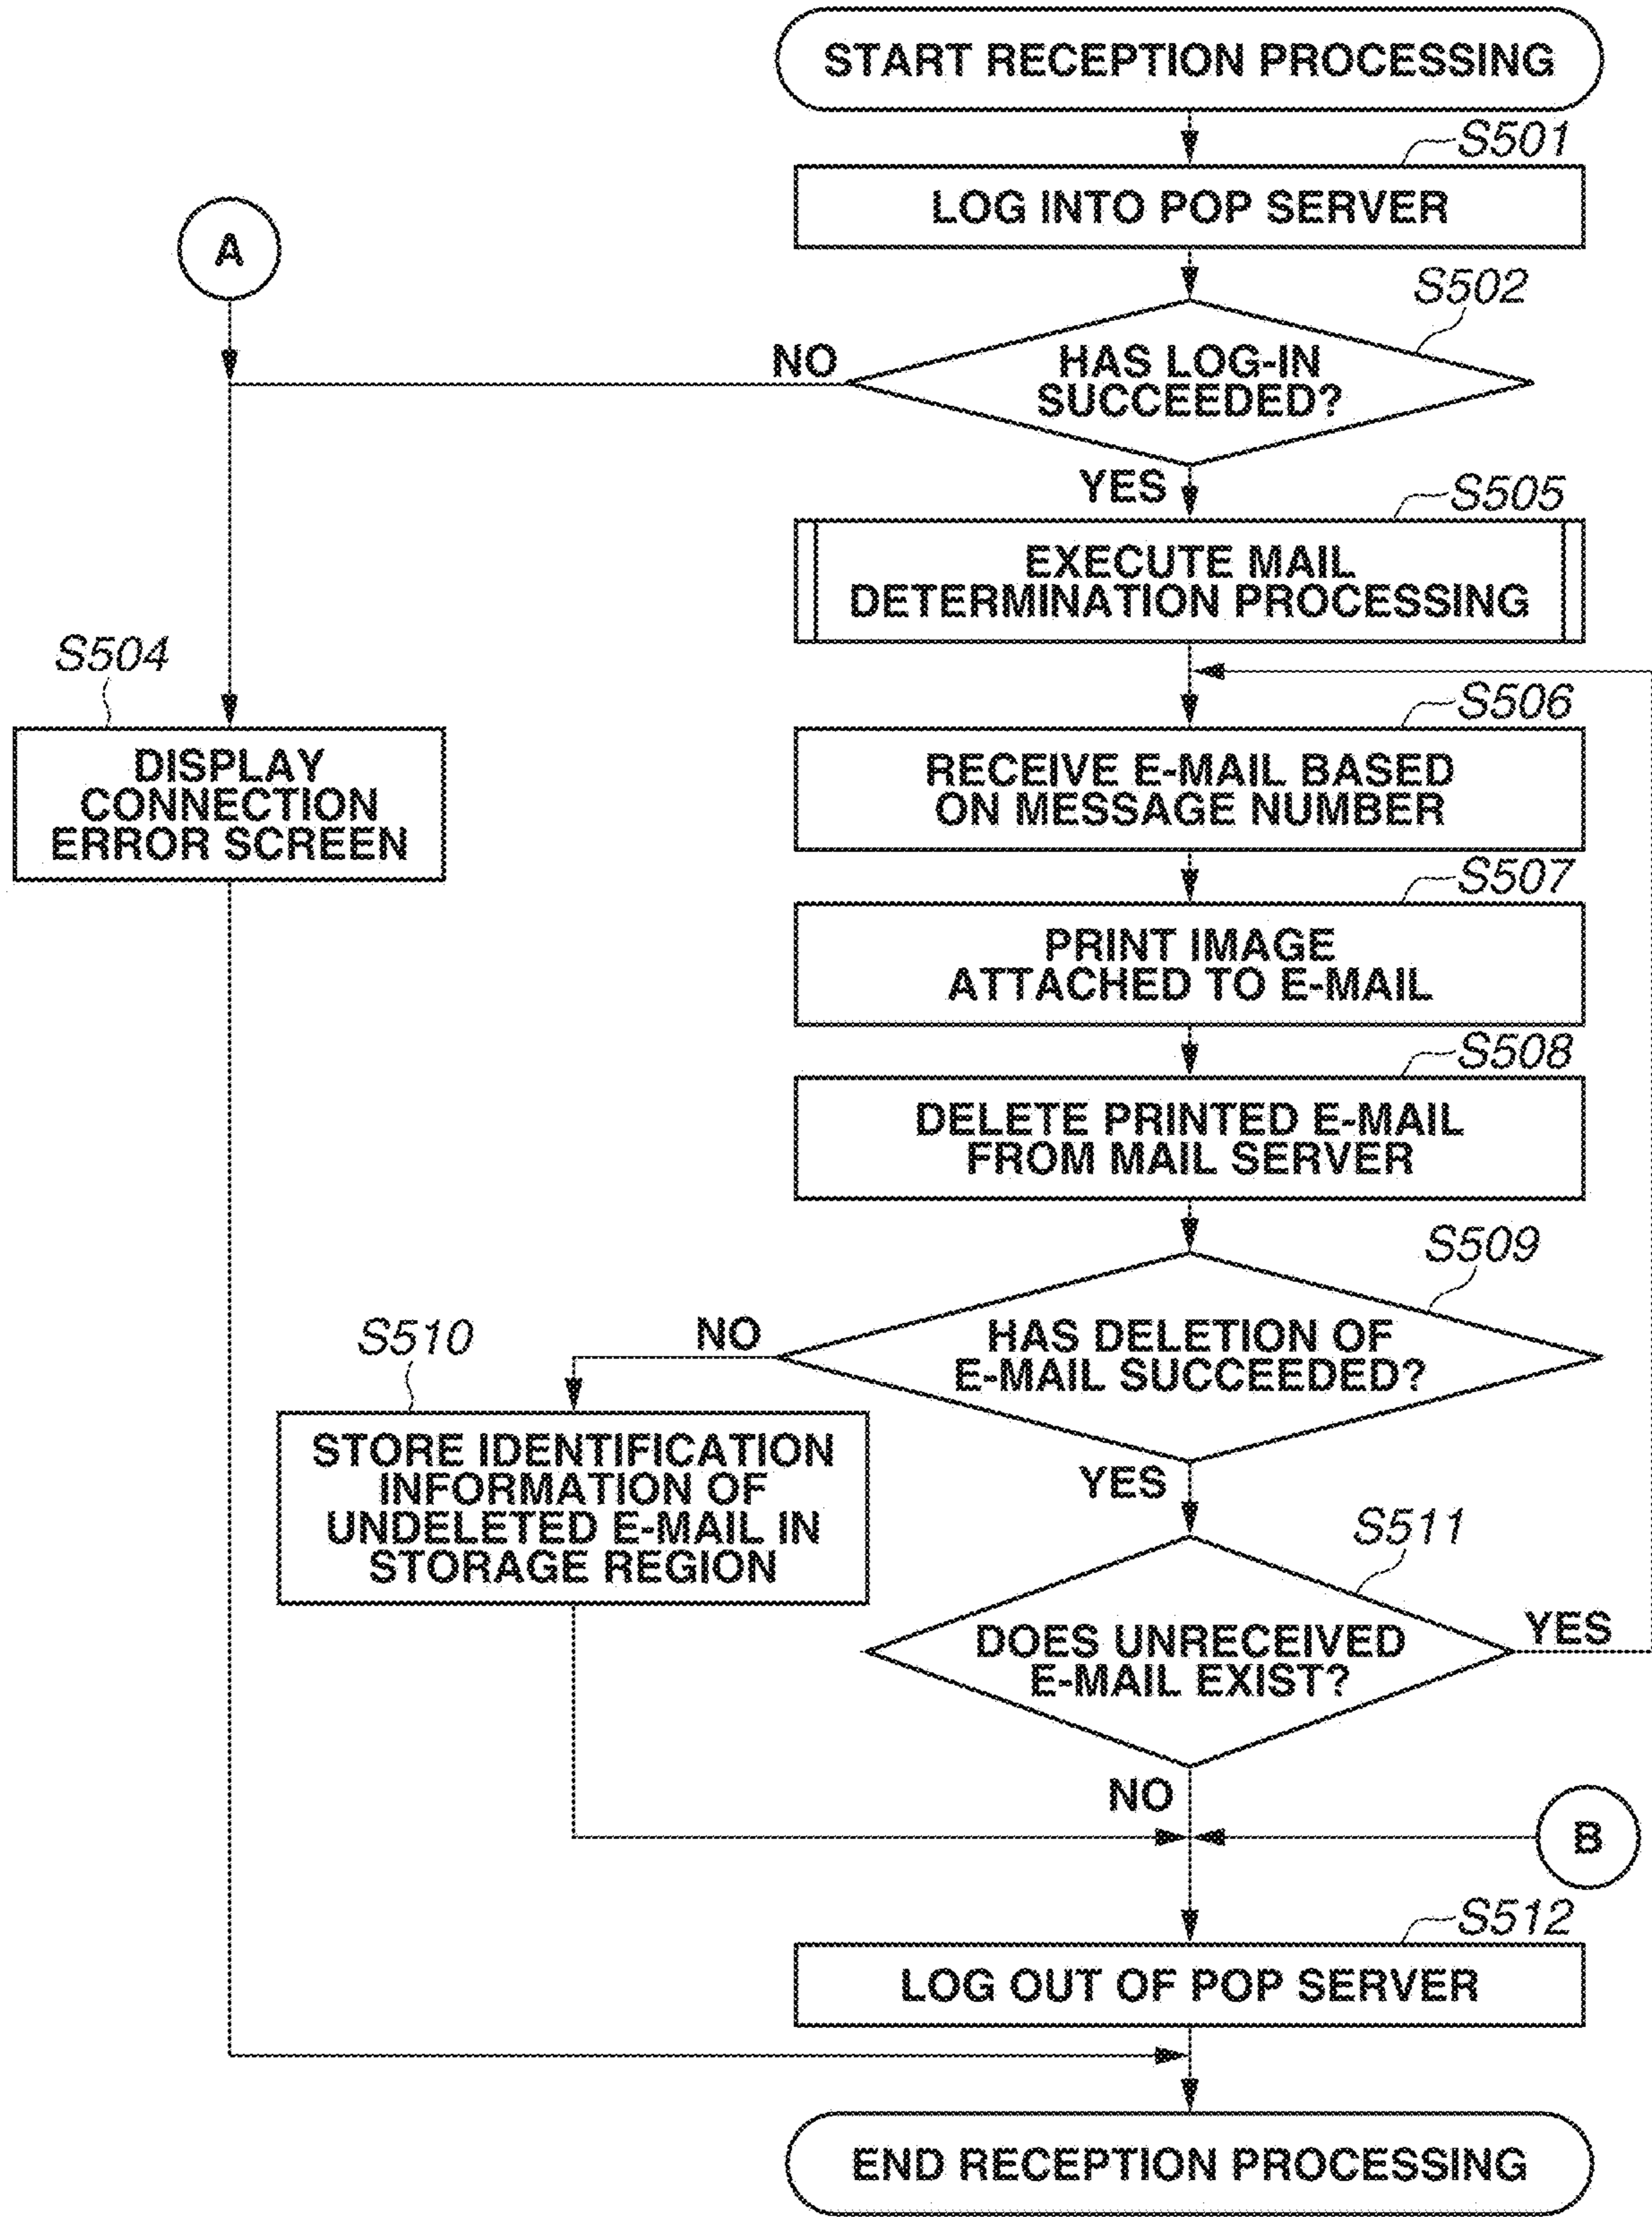 START RECEPTION PROCESSING
S501
LOG INTO POP SERVER
A
S502
HAS LOG-IN
SUCCEEDED?
NO
YES
S505
EXECUTE MAIL
DETERMINATION PROCESSING
S504
DISPLAY
CONNECTION
ERROR SCREEN
S506
RECEIVE E-MAIL BASED
ON MESSAGE NUMBER
S507
PRINT IMAGE
ATTACHED TO E-MAIL
S508
DELETE PRINTED E-MAIL
FROM MAIL SERVER
S509
HAS DELETION OF
E-MAIL SUCCEEDED?
NO
S510
STORE IDENTIFICATION
INFORMATION OF
UNDELETED E-MAIL IN
STORAGE REGION
YES
S511
DOES UNRECEIVED
E-MAIL EXIST?
YES
NO
B
S512
LOG OUT OF POP SERVER
END RECEPTION PROCESSING